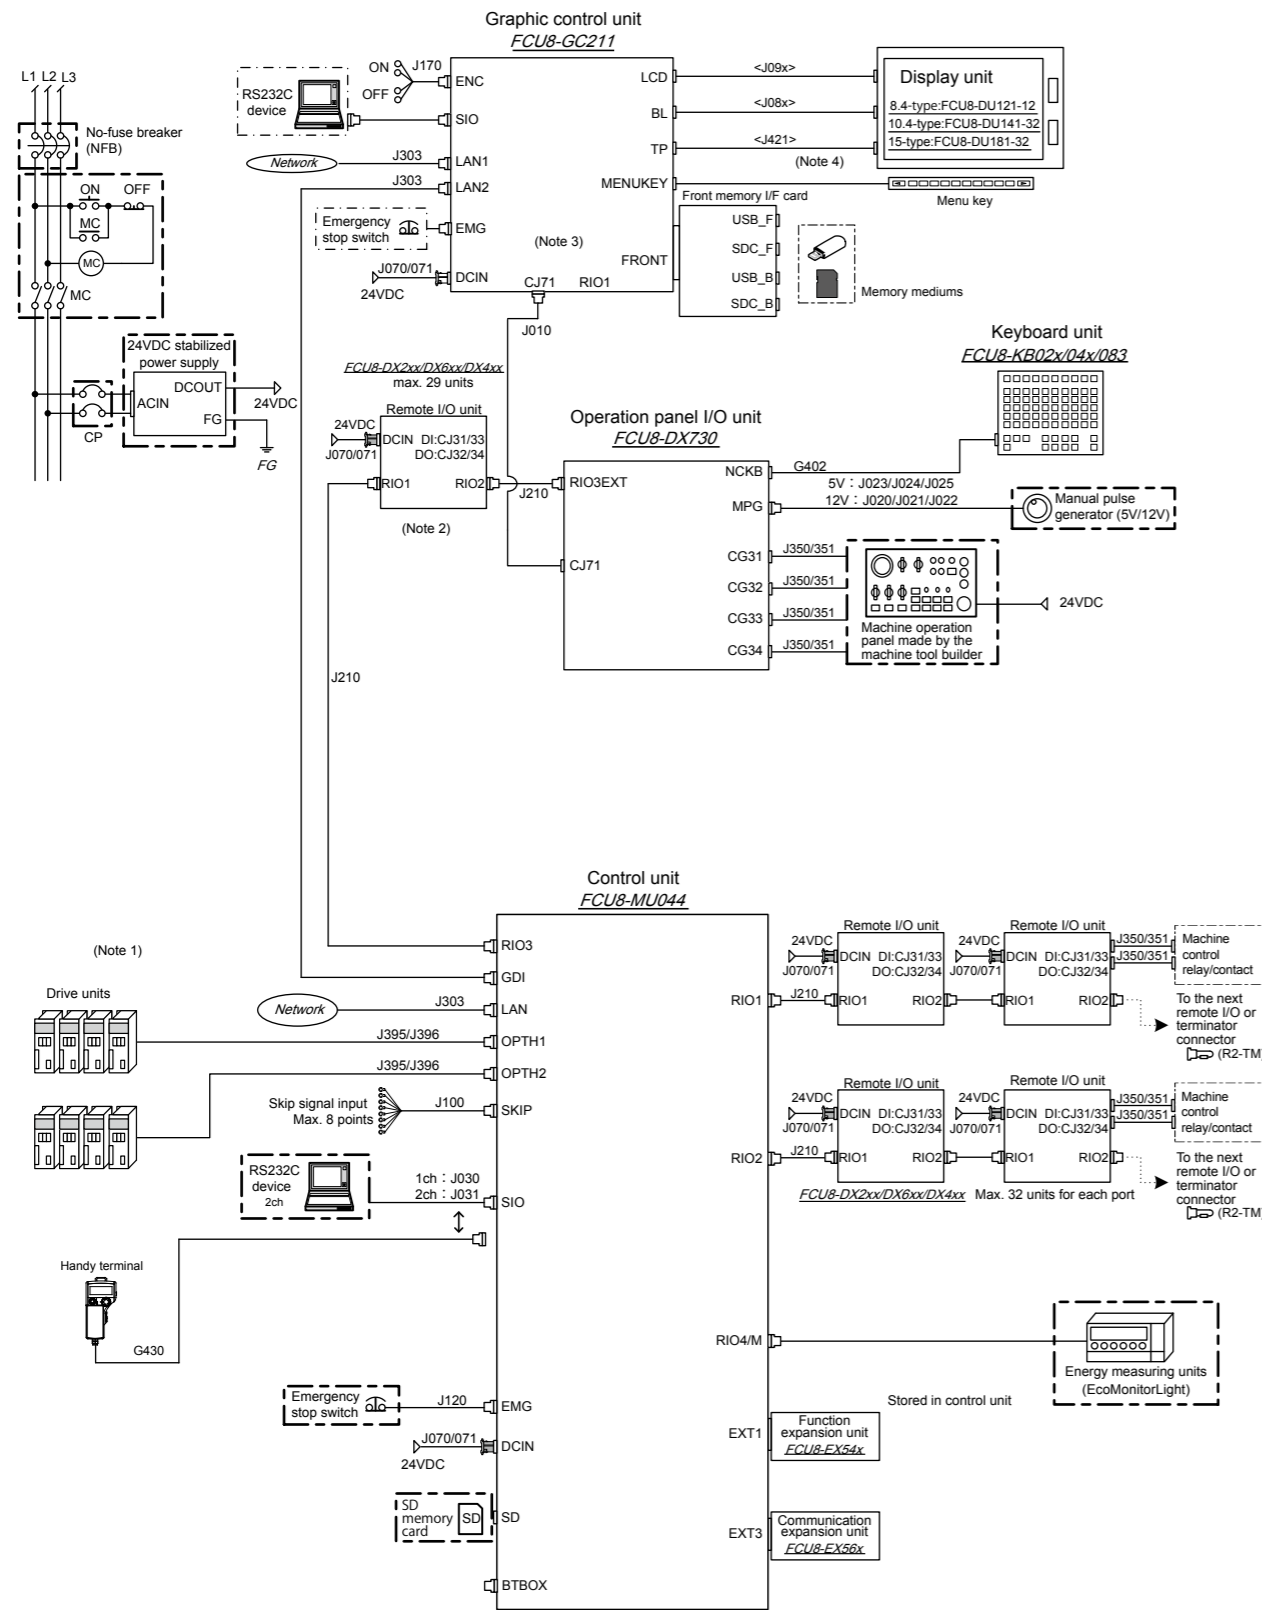 Graphic control unit
FCU8-GC211
L1 L2 L3
No-fuse breaker
(NFB)
ON OFF
MC
MC
MC
24VDC stabilized
power supply
DCOUT
ACIN
FG
24VDC
CP
FG
RS232C
device
ON
OFF
J170
ENC
SIO
Network
J303
LAN1
J303
LAN2
Emergency
stop switch
EMG
J070/071
24VDC
DCIN
CJ71
RIO1
(Note 3)
J010
LCD
BL
TP
MENUKEY
FRONT
<J09x>
<J08x>
<J421>
(Note 4)
Display unit
8.4-type:FCU8-DU121-12
10.4-type:FCU8-DU141-32
15-type:FCU8-DU181-32
Menu key
Front memory I/F card
USB_F
SDC_F
USB_B
SDC_B
Memory mediums
Keyboard unit
FCU8-KB02x/04x/083
FCU8-DX2xx/DX6xx/DX4xx
max. 29 units
Remote I/O unit
24VDC
J070/071
DCIN DI:CJ31/33
DO:CJ32/34
RIO1 RIO2
J210
(Note 2)
Operation panel I/O unit
FCU8-DX730
RIO3EXT
CJ71
NCKB
MPG
CG31
CG32
CG33
CG34
G402
5V : J023/J024/J025
12V : J020/J021/J022
Manual pulse
generator (5V/12V)
J350/351
J350/351
J350/351
J350/351
Machine operation
panel made by the
machine tool builder
24VDC
J210
Control unit
FCU8-MU044
(Note 1)
Drive units
RIO3
GDI
Network
J303
LAN
J395/J396
OPTH1
J395/J396
OPTH2
Skip signal input
Max. 8 points
J100
SKIP
RS232C
device
2ch
1ch : J030
2ch : J031
SIO
Handy terminal
G430
Emergency
stop switch
J120
EMG
J070/071
24VDC
DCIN
SD
memory
card
SD
SD
BTBOX
RIO1
J210
Remote I/O unit
24VDC
J070/071
DCIN DI:CJ31/33
DO:CJ32/34
RIO1 RIO2
Remote I/O unit
24VDC
J070/071
DCIN DI:CJ31/33
DO:CJ32/34
RIO1 RIO2
J350/351
J350/351
Machine
control
relay/contact
To the next
remote I/O or
terminator
connector
(R2-TM)
RIO2
J210
Remote I/O unit
24VDC
J070/071
DCIN DI:CJ31/33
DO:CJ32/34
RIO1 RIO2
Remote I/O unit
24VDC
J070/071
DCIN DI:CJ31/33
DO:CJ32/34
RIO1 RIO2
J350/351
J350/351
Machine
control
relay/contact
To the next
remote I/O or
terminator
connector
(R2-TM)
FCU8-DX2xx/DX6xx/DX4xx Max. 32 units for each port
RIO4/M
Energy measuring units
(EcoMonitorLight)
Stored in control unit
EXT1
Function
expansion unit
FCU8-EX54x
EXT3
Communication
expansion unit
FCU8-EX56x